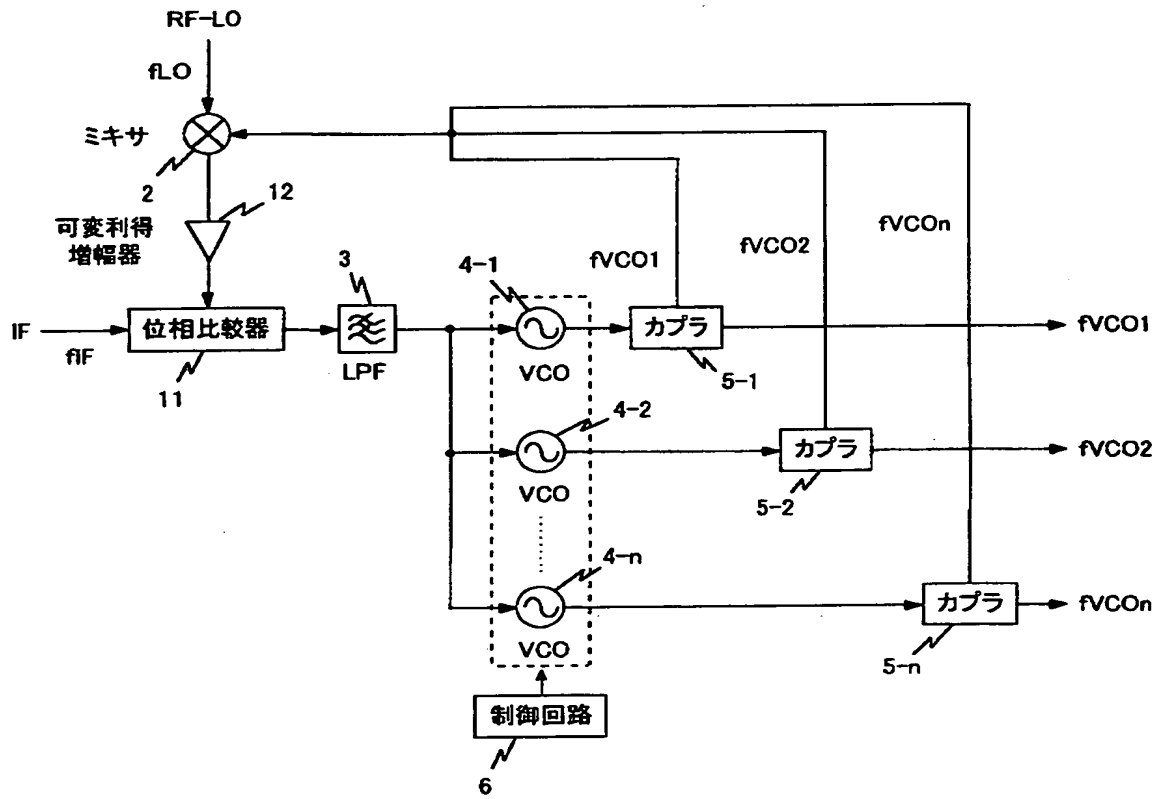 RF-LO
fLO
ミキサ
2
12
可変利得
増幅器
3
4-1
fVCO1
fVCO2
fVCOn
IF
fIF
位相比較器
11
LPF
VCO
カプラ
5-1
fVCO1
4-2
VCO
カプラ
5-2
fVCO2
4-n
VCO
カプラ
5-n
fVCOn
制御回路
6